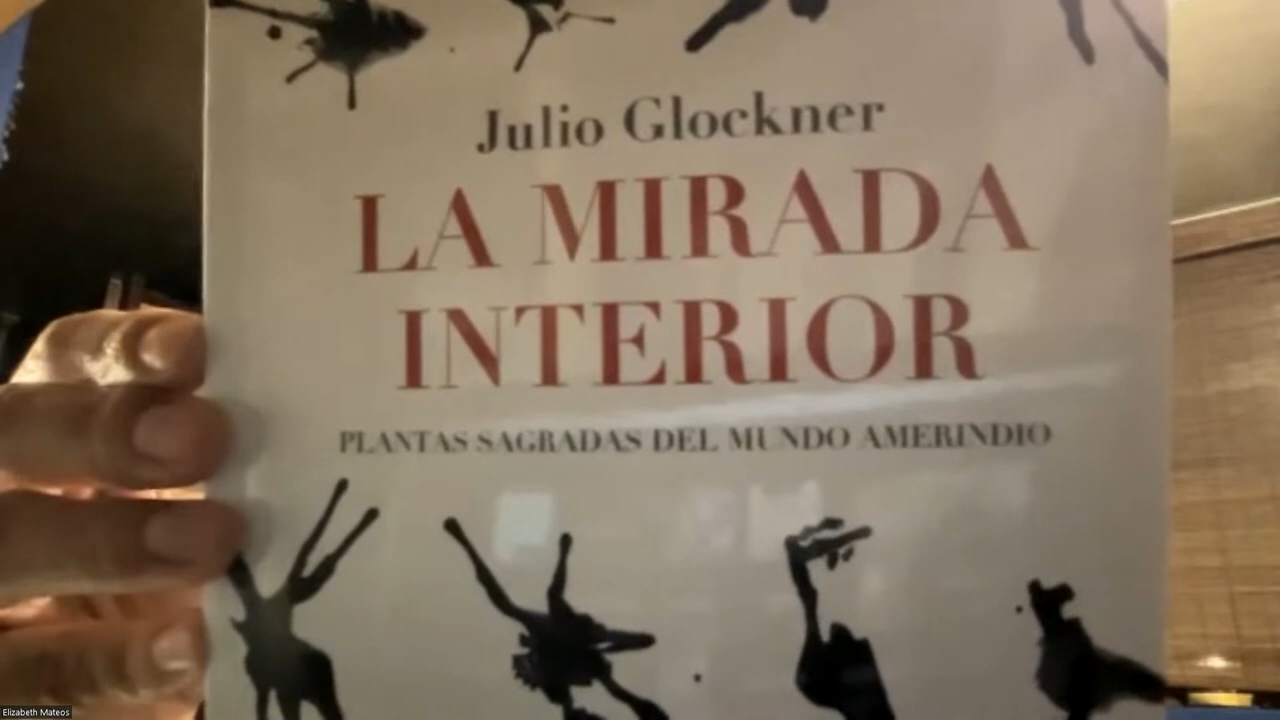 Julio Glockner
LA MIRADA
INTERIOR
PLANTAS SAGRADAS DEL MUNDO AMERINDIO
Elizabeth Mateos